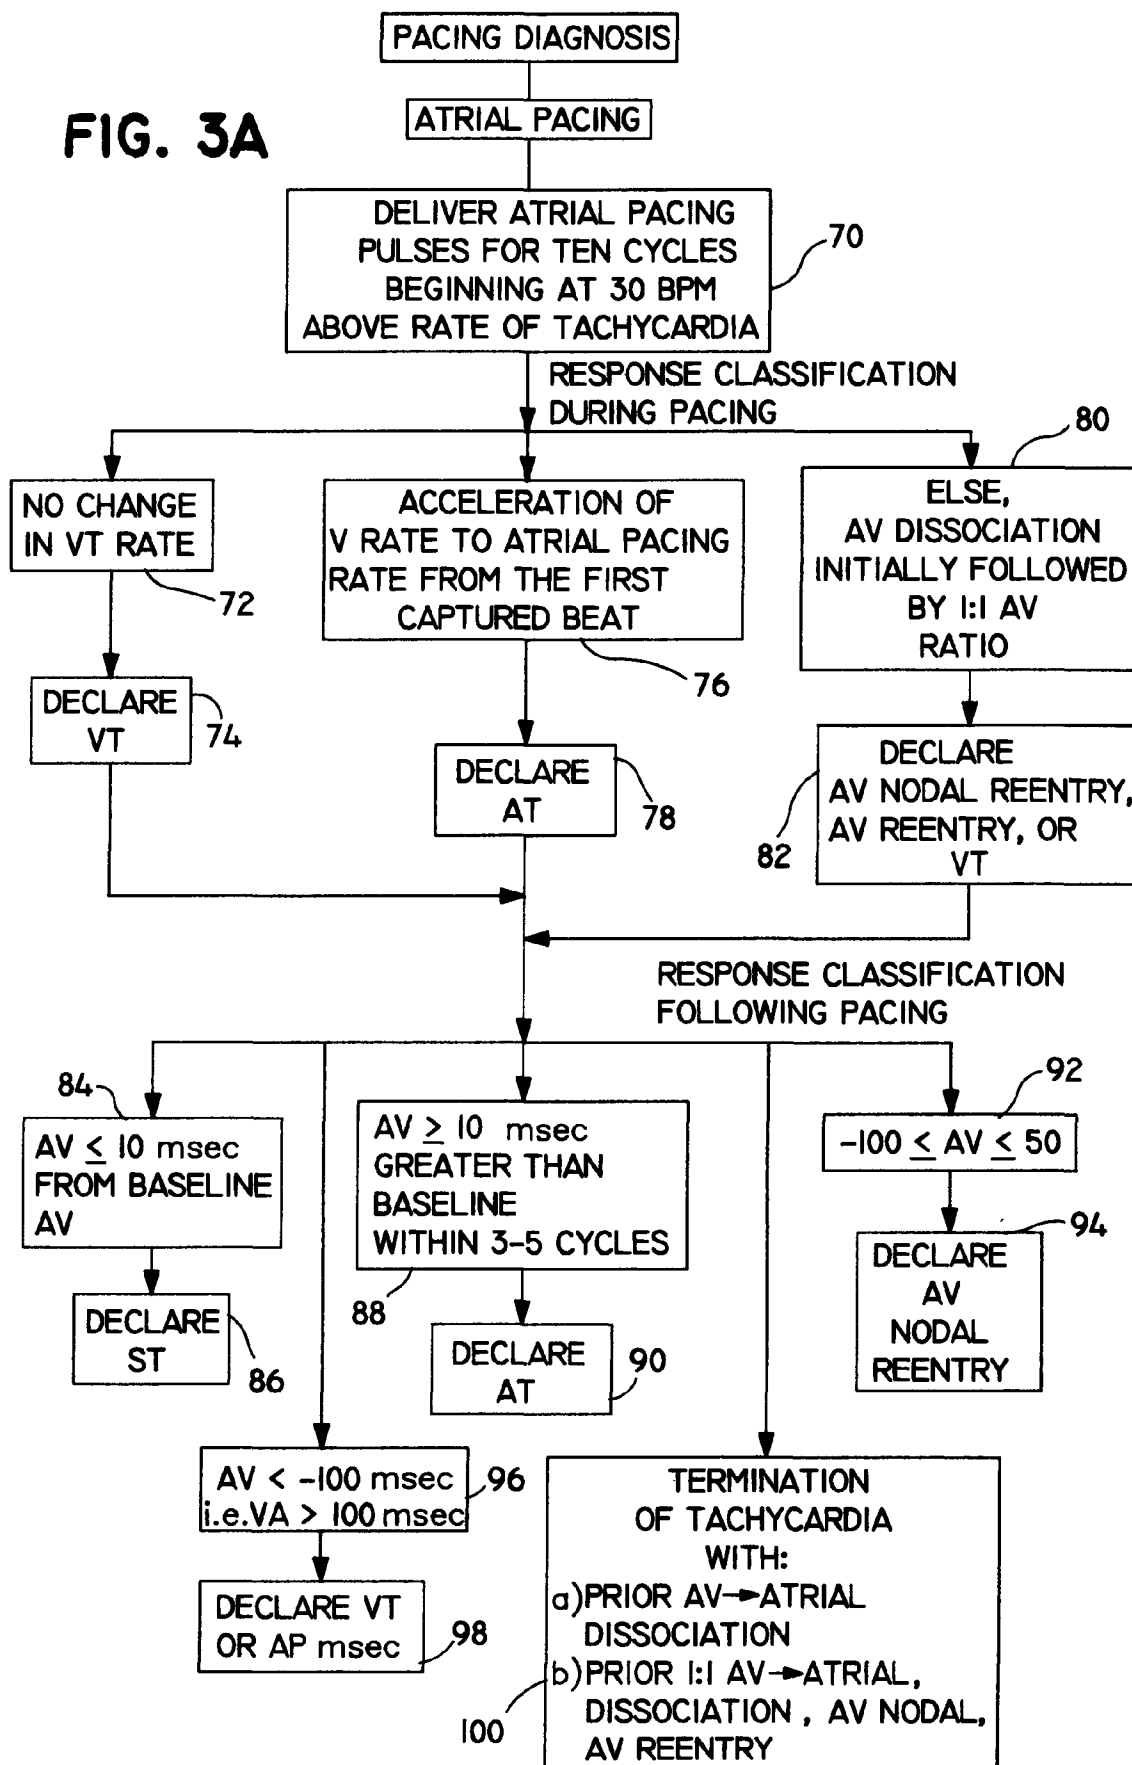 PACING DIAGNOSIS
FIG. 3A
ATRIAL PACING
DELIVER ATRIAL PACING
PULSES FOR TEN CYCLES
BEGINNING AT 30 BPM
ABOVE RATE OF TACHYCARDIA
70
RESPONSE CLASSIFICATION
DURING PACING
NO CHANGE
IN VT RATE
72
ACCELERATION OF
V RATE TO ATRIAL PACING
RATE FROM THE FIRST
CAPTURED BEAT
76
80
ELSE,
AV DISSOCIATION
INITIALLY FOLLOWED
BY 1:1 AV
RATIO
DECLARE
VT
74
DECLARE
AT
78
DECLARE
AV NODAL REENTRY,
AV REENTRY, OR
VT
82
RESPONSE CLASSIFICATION
FOLLOWING PACING
84
AV ≤ 10 msec
FROM BASELINE
AV
DECLARE
ST
86
AV ≥ 10 msec
GREATER THAN
BASELINE
WITHIN 3-5 CYCLES
88
DECLARE
AT
90
92
-100 ≤ AV ≤ 50
94
DECLARE
AV
NODAL
REENTRY
AV < -100 msec
i.e.VA > 100 msec
96
DECLARE VT
OR AP msec
98
TERMINATION
OF TACHYCARDIA
WITH:
a)PRIOR AV→ATRIAL
DISSOCIATION
b)PRIOR 1:1 AV→ATRIAL,
DISSOCIATION , AV NODAL,
AV REENTRY
100